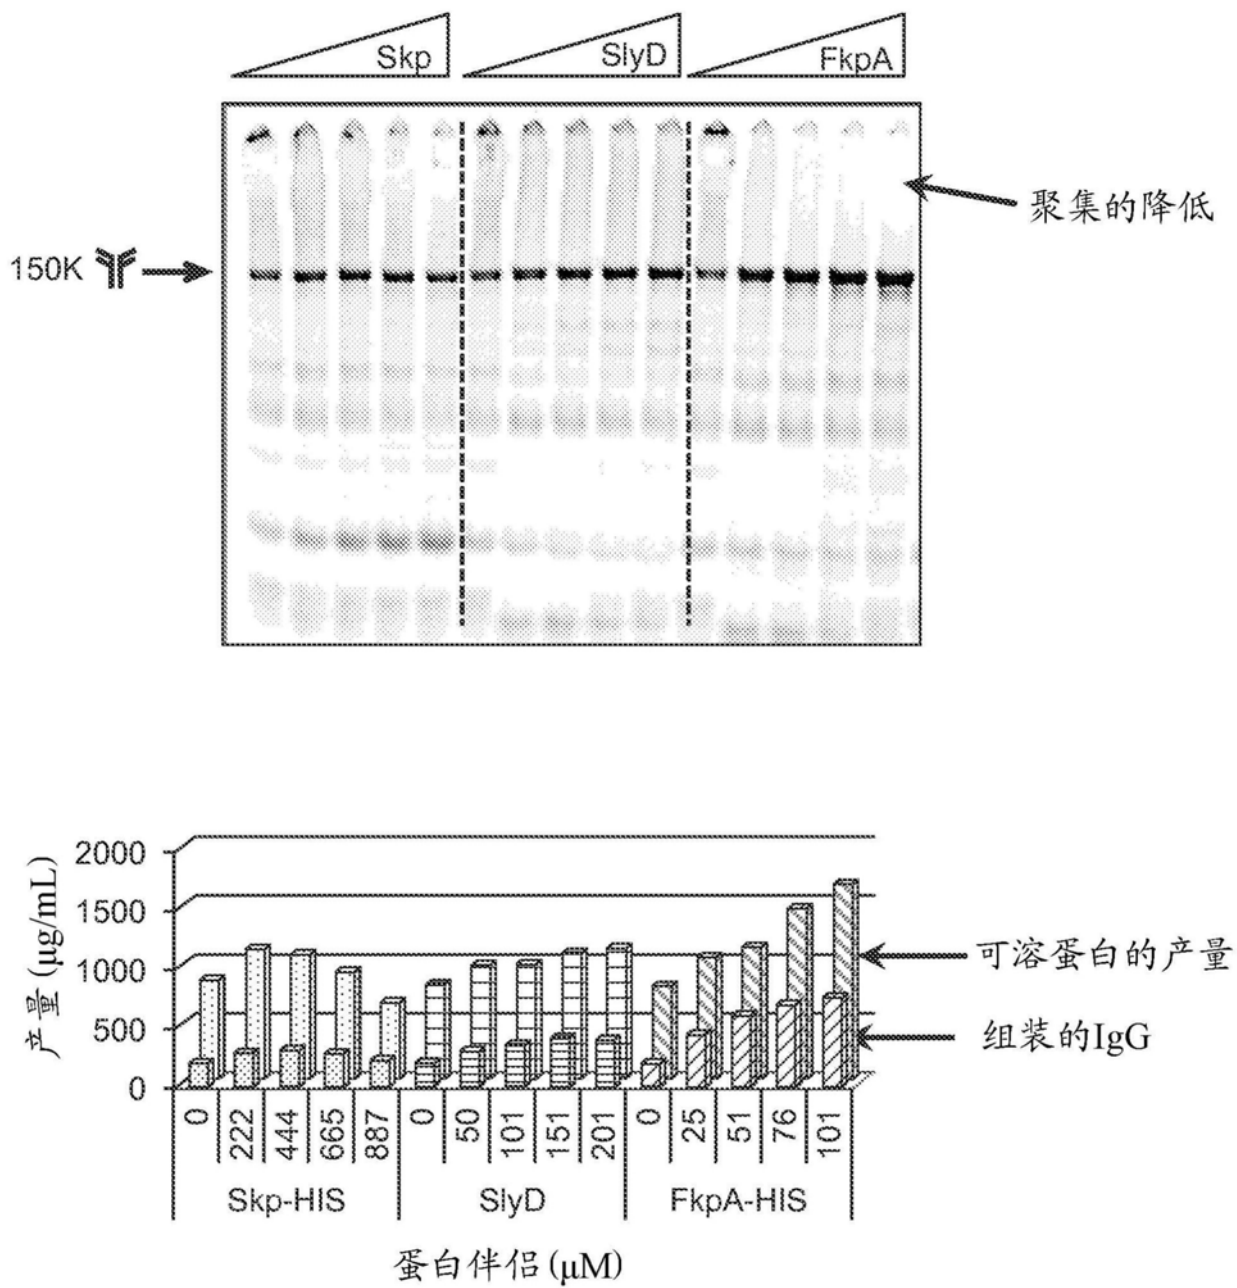 Skp SlyD FkpA
聚集的降低
150K
产量 (µg/mL)
2000
1500
1000
500
0
可溶蛋白的产量
组装的IgG
0 222 444 665 887 0 50 101 151 201 0 25 51 76 101
Skp-HIS SlyD FkpA-HIS
蛋白伴侣 (µM)